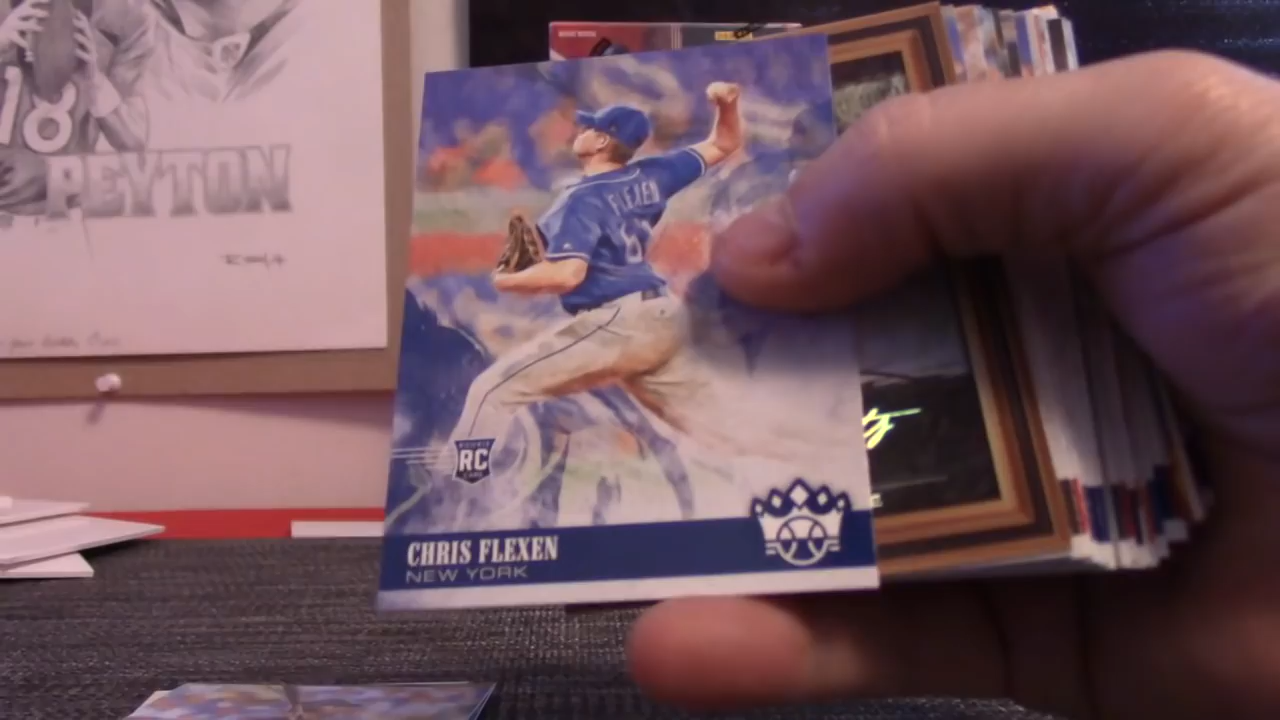 18
PEYTON
FLEXEN
RC
CHRIS FLEXEN
NEW YORK